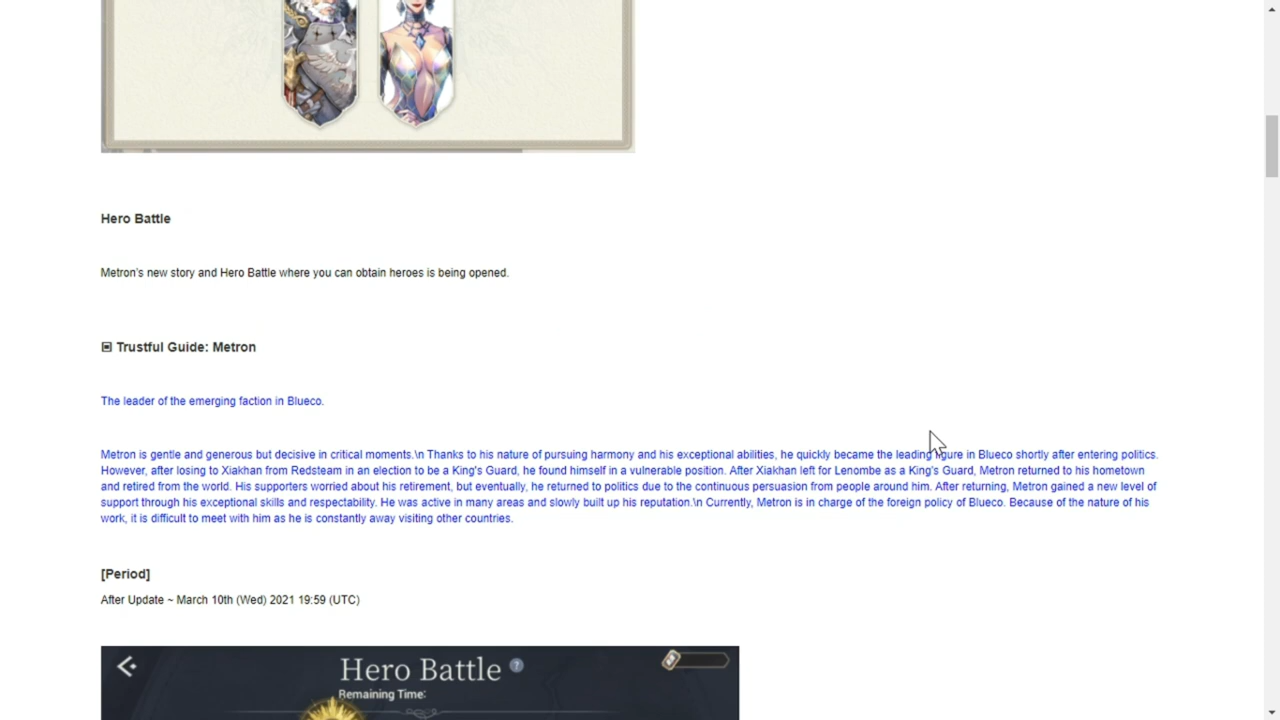 Hero Battle
Metron's new story and Hero Battle where you can obtain heroes is being opened.
▣ Trustful Guide: Metron
The leader of the emerging faction in Blueco.
Metron is gentle and generous but decisive in critical moments.\n Thanks to his nature of pursuing harmony and his exceptional abilities, he quickly became the leading figure in Blueco shortly after entering politics.
However, after losing to Xiakhan from Redsteam in an election to be a King's Guard, he found himself in a vulnerable position. After Xiakhan left for Lenombe as a King's Guard, Metron returned to his hometown
and retired from the world. His supporters worried about his retirement, but eventually, he returned to politics due to the continuous persuasion from people around him. After returning, Metron gained a new level of
support through his exceptional skills and respectability. He was active in many areas and slowly built up his reputation.\n Currently, Metron is in charge of the foreign policy of Blueco. Because of the nature of his
work, it is difficult to meet with him as he is constantly away visiting other countries.
[Period]
After Update ~ March 10th (Wed) 2021 19:59 (UTC)
Hero Battle ?
Remaining Time: